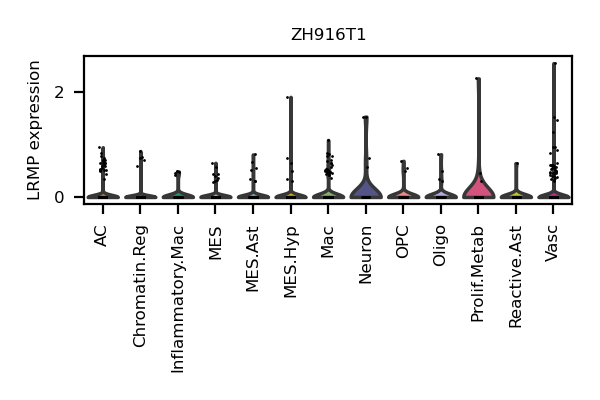 ZH916T1
LRMP expression
2
0
AC
Chromatin.Reg
Inflammatory.Mac
MES
MES.Ast
MES.Hyp
Mac
Neuron
OPC
Oligo
Prolif.Metab
Reactive.Ast
Vasc